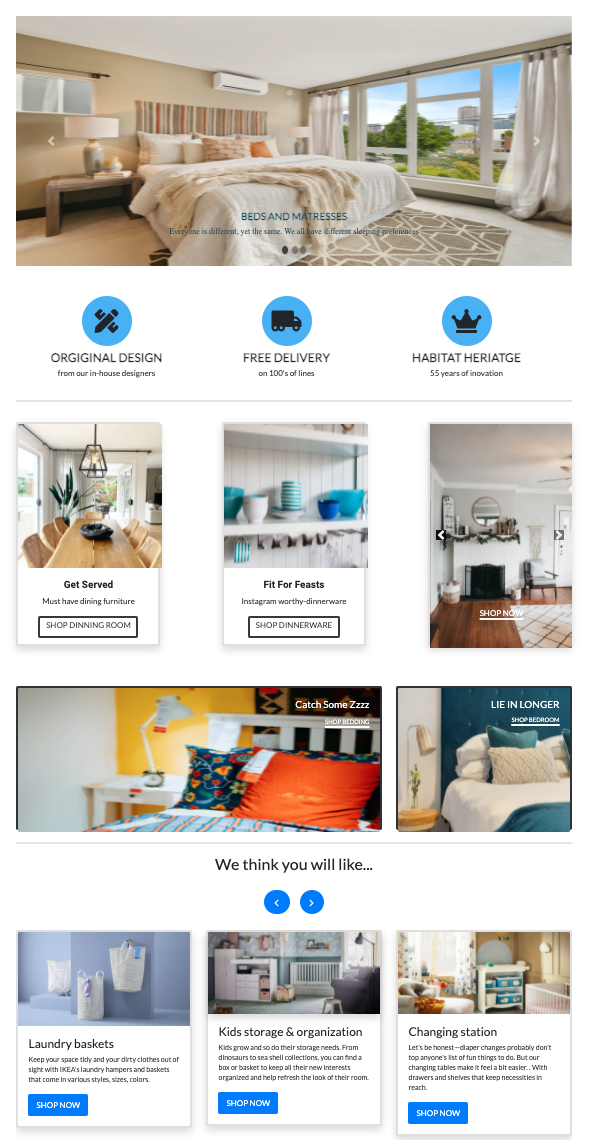 BEDS AND MATRESSES
Everyone is different, yet the same. We all have different sleeping preferences
ORGIGINAL DESIGN
from our in-house designers
FREE DELIVERY
on 100's of lines
HABITAT HERIATGE
55 years of inovation
Get Served
Must have dining furniture
SHOP DINNING ROOM
Fit For Feasts
Instagram worthy-dinnerware
SHOP DINNERWARE
SHOP NOW
Catch Some Zzzz
SHOP BEDDING
LIE IN LONGER
SHOP BEDROOM
We think you will like...
Laundry baskets
Keep your space tidy and your dirty clothes out of
sight with IKEA's laundry hampers and baskets
that come in various styles, sizes, colors.
SHOP NOW
Kids storage & organization
Kids grow and so do their storage needs. From
dinosaurs to sea shell collections, you can find a
box or basket to keep all their new interests
organized and help refresh the look of their room.
SHOP NOW
Changing station
Let's be honest—diaper changes probably don't
top anyone's list of fun things to do. But our
changing tables make it feel a bit easier... With
drawers and shelves that keep necessities in
reach.
SHOP NOW